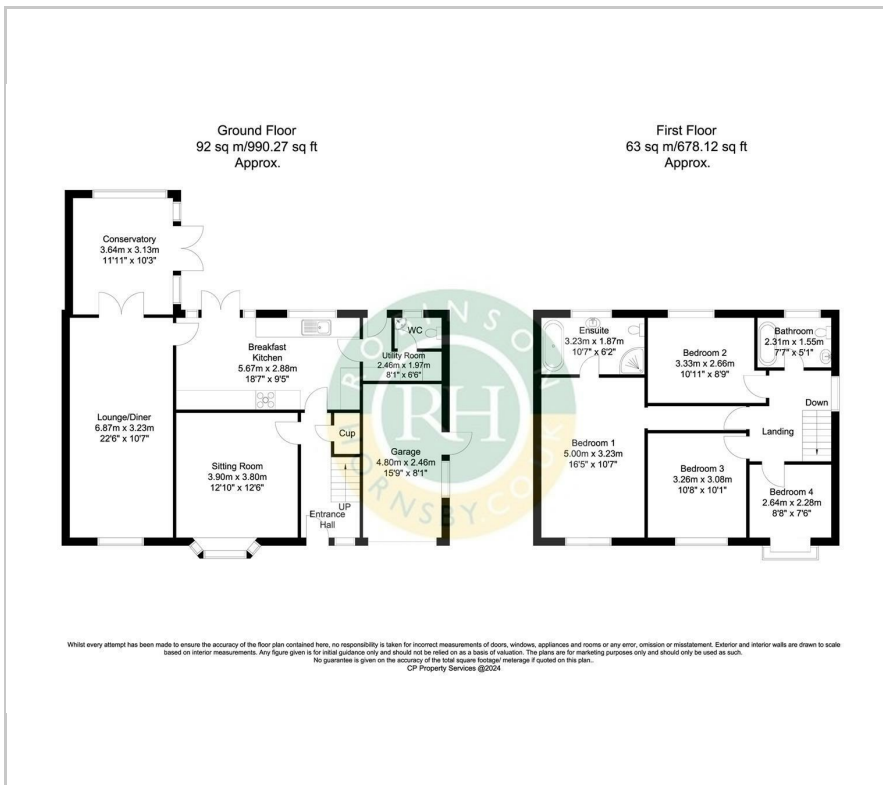 Ground Floor
92 sq m/990.27 sq ft
Approx.
First Floor
63 sq m/678.12 sq ft
Approx.
Conservatory
3.64m x 3.13m
11'11" x 10'3"
Breakfast
Kitchen
5.67m x 2.88m
18'7" x 9'5"
WC
Utility Room
2.46m x 1.97m
8'1" x 6'6"
Lounge/Diner
6.87m x 3.23m
22'6" x 10'7"
Sitting Room
3.90m x 3.80m
12'10" x 12'6"
Cup
UP
Entrance
Hall
Garage
4.80m x 2.46m
15'9" x 8'1"
Ensuite
3.23m x 1.87m
10'7" x 6'2"
Bedroom 2
3.33m x 2.66m
10'11" x 8'9"
Bathroom
2.31m x 1.55m
7'7" x 5'1"
Down
Landing
Bedroom 1
5.00m x 3.23m
16'5" x 10'7"
Bedroom 3
3.26m x 3.08m
10'8" x 10'1"
Bedroom 4
2.64m x 2.28m
8'8" x 7'6"
ROBINSON
RH
HORNSBY.CO.UK
Whilst every attempt has been made to ensure the accuracy of the floor plan contained here, no responsibility is taken for incorrect measurements of doors, windows, appliances and rooms or any error, omission or misstatement. Exterior and interior walls are drawn to scale
based on interior measurements. Any figure given is for initial guidance only and should not be relied on as a basis of valuation. The plans are for marketing purposes only and should only be used as such.
No guarantee is given on the accuracy of the total square footage/ meterage if quoted on this plan..
CP Property Services @2024